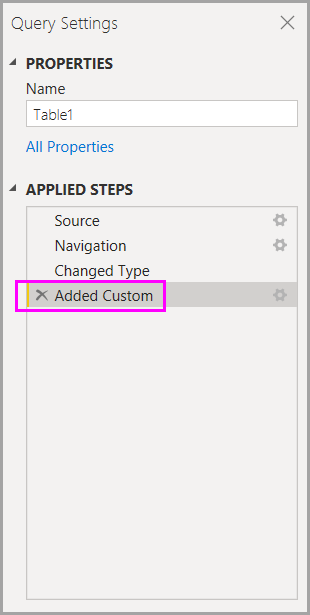 Query Settings
PROPERTIES
Name
Table1
All Properties
APPLIED STEPS
Source
Navigation
Changed Type
Added Custom